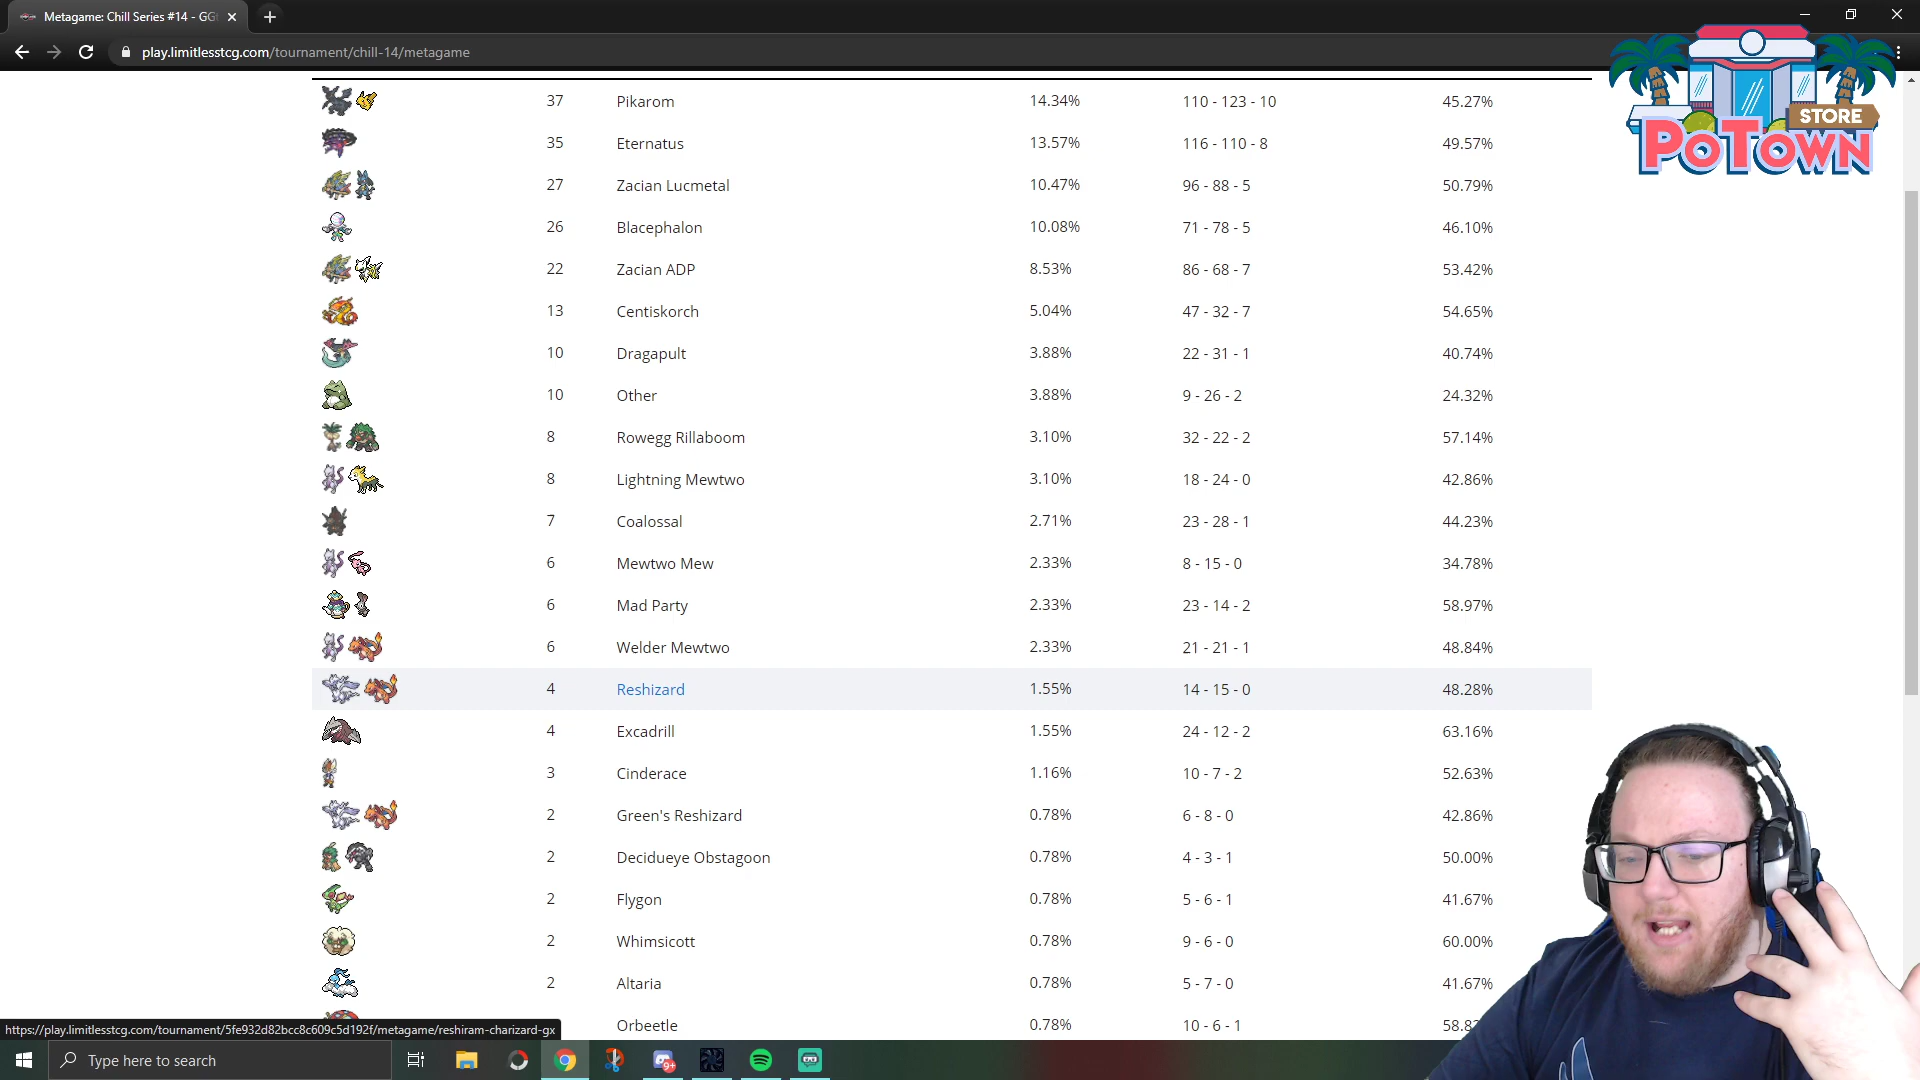 Metagame: Chill Series #14 - GG
play.limitlesstcg.com/tournament/chill-14/metagame
STORE
POTOWN
37 Pikarom 14.34% 110 - 123 - 10 45.27%
35 Eternatus 13.57% 116 - 110 - 8 49.57%
27 Zacian Lucmetal 10.47% 96 - 88 - 5 50.79%
26 Blacephalon 10.08% 71 - 78 - 5 46.10%
22 Zacian ADP 8.53% 86 - 68 - 7 53.42%
13 Centiskorch 5.04% 47 - 32 - 7 54.65%
10 Dragapult 3.88% 22 - 31 - 1 40.74%
10 Other 3.88% 9 - 26 - 2 24.32%
8 Rowegg Rillaboom 3.10% 32 - 22 - 2 57.14%
8 Lightning Mewtwo 3.10% 18 - 24 - 0 42.86%
7 Coalossal 2.71% 23 - 28 - 1 44.23%
6 Mewtwo Mew 2.33% 8 - 15 - 0 34.78%
6 Mad Party 2.33% 23 - 14 - 2 58.97%
6 Welder Mewtwo 2.33% 21 - 21 - 1 48.84%
4 Reshizard 1.55% 14 - 15 - 0 48.28%
4 Excadrill 1.55% 24 - 12 - 2 63.16%
3 Cinderace 1.16% 10 - 7 - 2 52.63%
2 Green's Reshizard 0.78% 6 - 8 - 0 42.86%
2 Decidueye Obstagoon 0.78% 4 - 3 - 1 50.00%
2 Flygon 0.78% 5 - 6 - 1 41.67%
2 Whimsicott 0.78% 9 - 6 - 0 60.00%
2 Altaria 0.78% 5 - 7 - 0 41.67%
Orbeetle 0.78% 10 - 6 - 1 58.8
https://play.limitlesstcg.com/tournament/5fe932d82bcc8c609c5d192f/metagame/reshiram-charizard-gx
Type here to search
9+